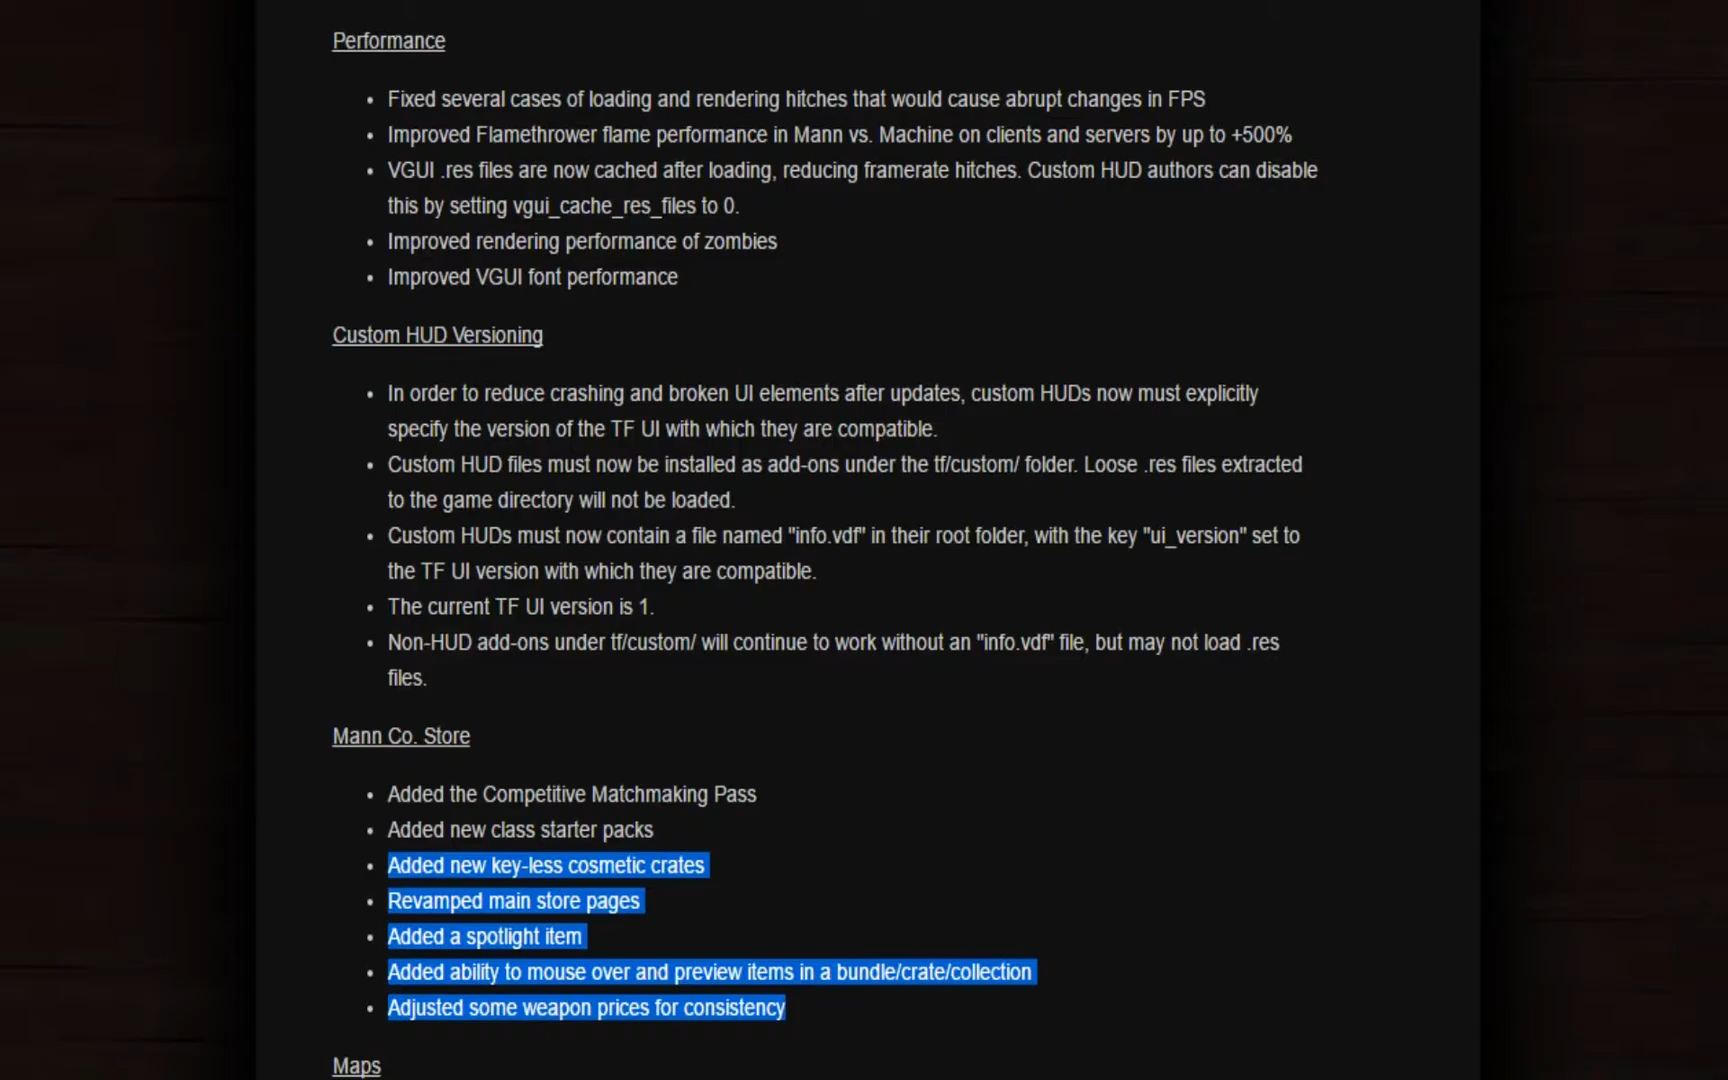 Performance
• Fixed several cases of loading and rendering hitches that would cause abrupt changes in FPS
• Improved Flamethrower flame performance in Mann vs. Machine on clients and servers by up to +500%
• VGUI .res files are now cached after loading, reducing framerate hitches. Custom HUD authors can disable
this by setting vgui_cache_res_files to 0.
• Improved rendering performance of zombies
• Improved VGUI font performance
Custom HUD Versioning
• In order to reduce crashing and broken UI elements after updates, custom HUDs now must explicitly
specify the version of the TF UI with which they are compatible.
• Custom HUD files must now be installed as add-ons under the tf/custom/ folder. Loose .res files extracted
to the game directory will not be loaded.
• Custom HUDs must now contain a file named "info.vdf" in their root folder, with the key "ui_version" set to
the TF UI version with which they are compatible.
• The current TF UI version is 1.
• Non-HUD add-ons under tf/custom/ will continue to work without an "info.vdf" file, but may not load .res
files.
Mann Co. Store
• Added the Competitive Matchmaking Pass
• Added new class starter packs
• Added new key-less cosmetic crates
• Revamped main store pages
• Added a spotlight item
• Added ability to mouse over and preview items in a bundle/crate/collection
• Adjusted some weapon prices for consistency
Maps